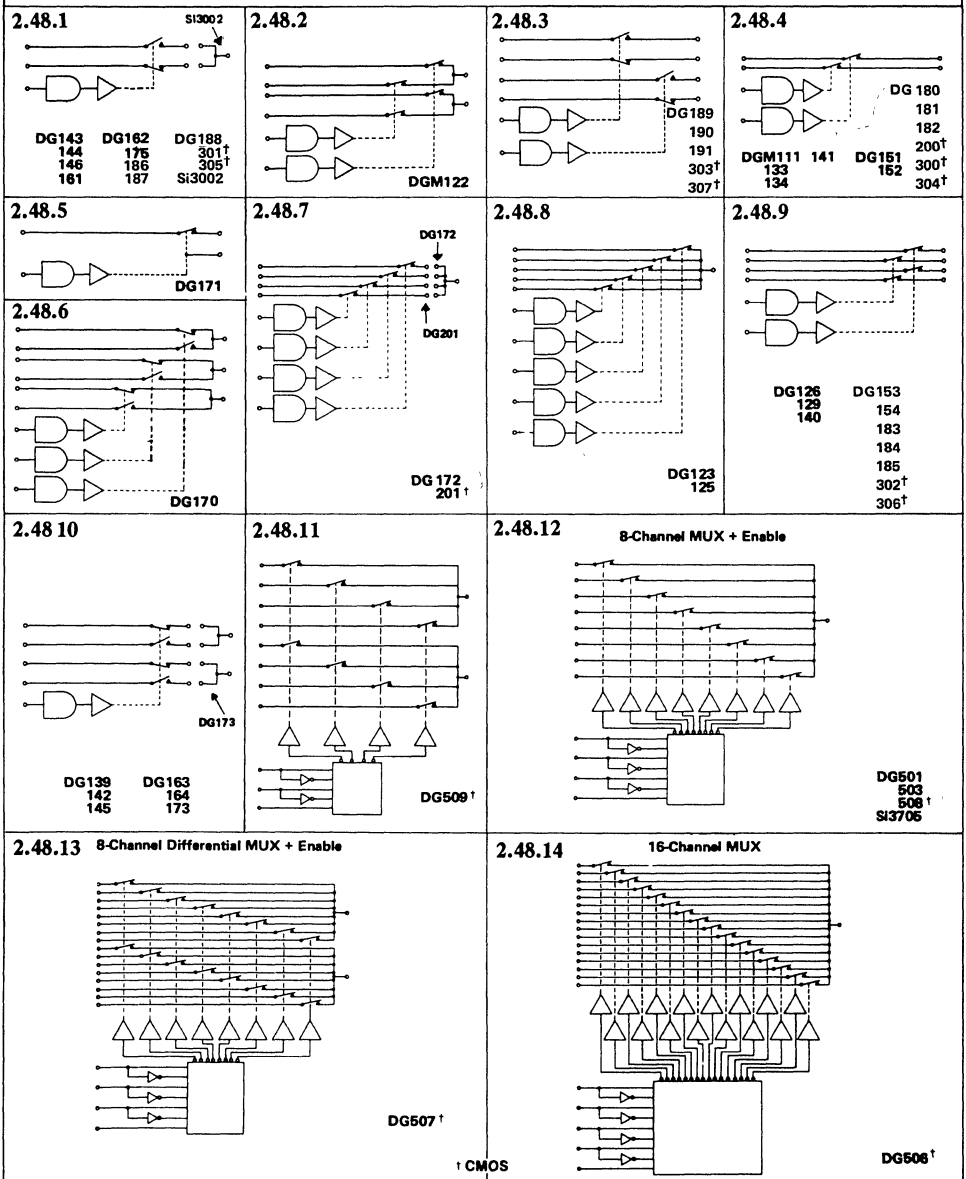 2.48.1
SI3002
DG143 DG162 DG188
144 175 301†
146 186 305†
161 187 Si3002
2.48.2
DGM122
2.48.3
DG189
190
191
303†
307†
2.48.4
DG 180
181
182
200†
300†
304†
DGM111 141 DG151
133 152
134
2.48.5
DG171
2.48.6
DG170
2.48.7
DG172
DG201
DG 172
201 †
2.48.8
DG123
125
2.48.9
DG126 DG153
129 154
140 183
184
185
302†
306†
2.48 10
DG173
DG139 DG163
142 164
145 173
2.48.11
DG509 †
2.48.12
8-Channel MUX + Enable
DG501
503
508 †
SI3705
2.48.13 8-Channel Differential MUX + Enable
DG507 †
2.48.14 16-Channel MUX
DG506 †
† CMOS